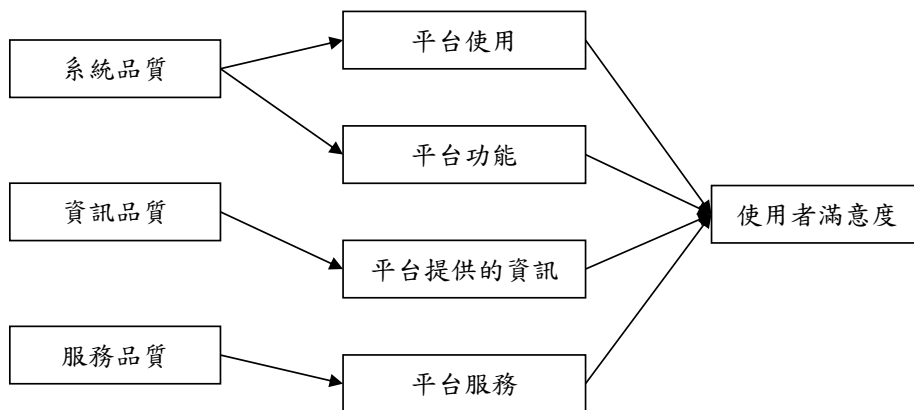 系統品質
資訊品質
服務品質
平台使用
平台功能
平台提供的資訊
平台服務
使用者滿意度